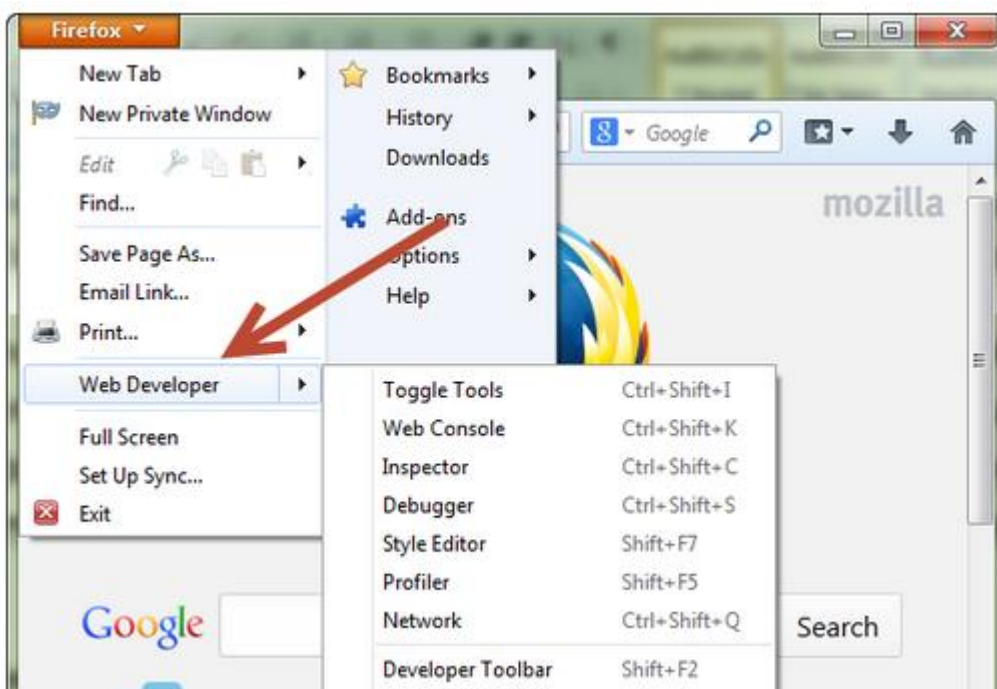 Firefox
New Tab
New Private Window
Edit
Find...
Save Page As...
Email Link...
Print...
Web Developer
Full Screen
Set Up Sync...
Exit
Bookmarks
History
Downloads
Add-ons
Options
Help
Toggle Tools Ctrl+Shift+I
Web Console Ctrl+Shift+K
Inspector Ctrl+Shift+C
Debugger Ctrl+Shift+S
Style Editor Shift+F7
Profiler Shift+F5
Network Ctrl+Shift+Q
Developer Toolbar Shift+F2
8 Google
mozilla
Google
Search